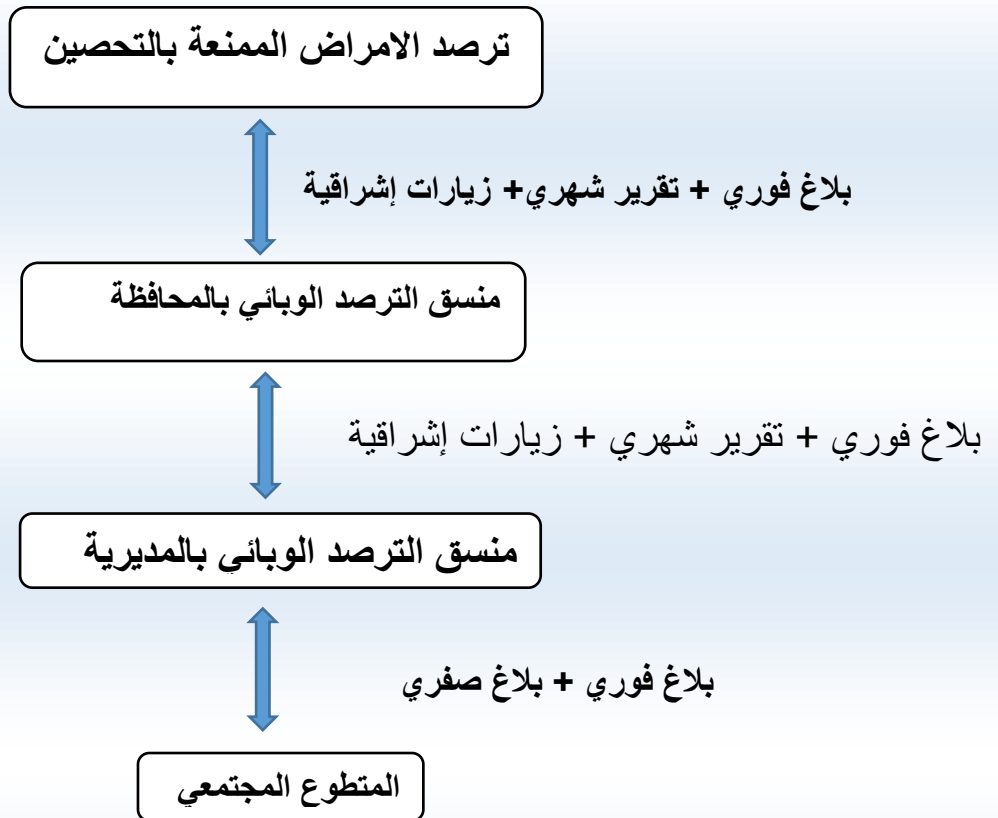 ترصد الامراض الممنعة بالتحصين
بلاغ فوري + تقرير شهري+ زيارات إشراقية
منسق الترصد الوبائي بالمحافظة
بلاغ فوري + تقرير شهري + زيارات إشراقية
منسق الترصد الوبائي بالمديرية
بلاغ فوري + بلاغ صفري
المتطوع المجتمعي